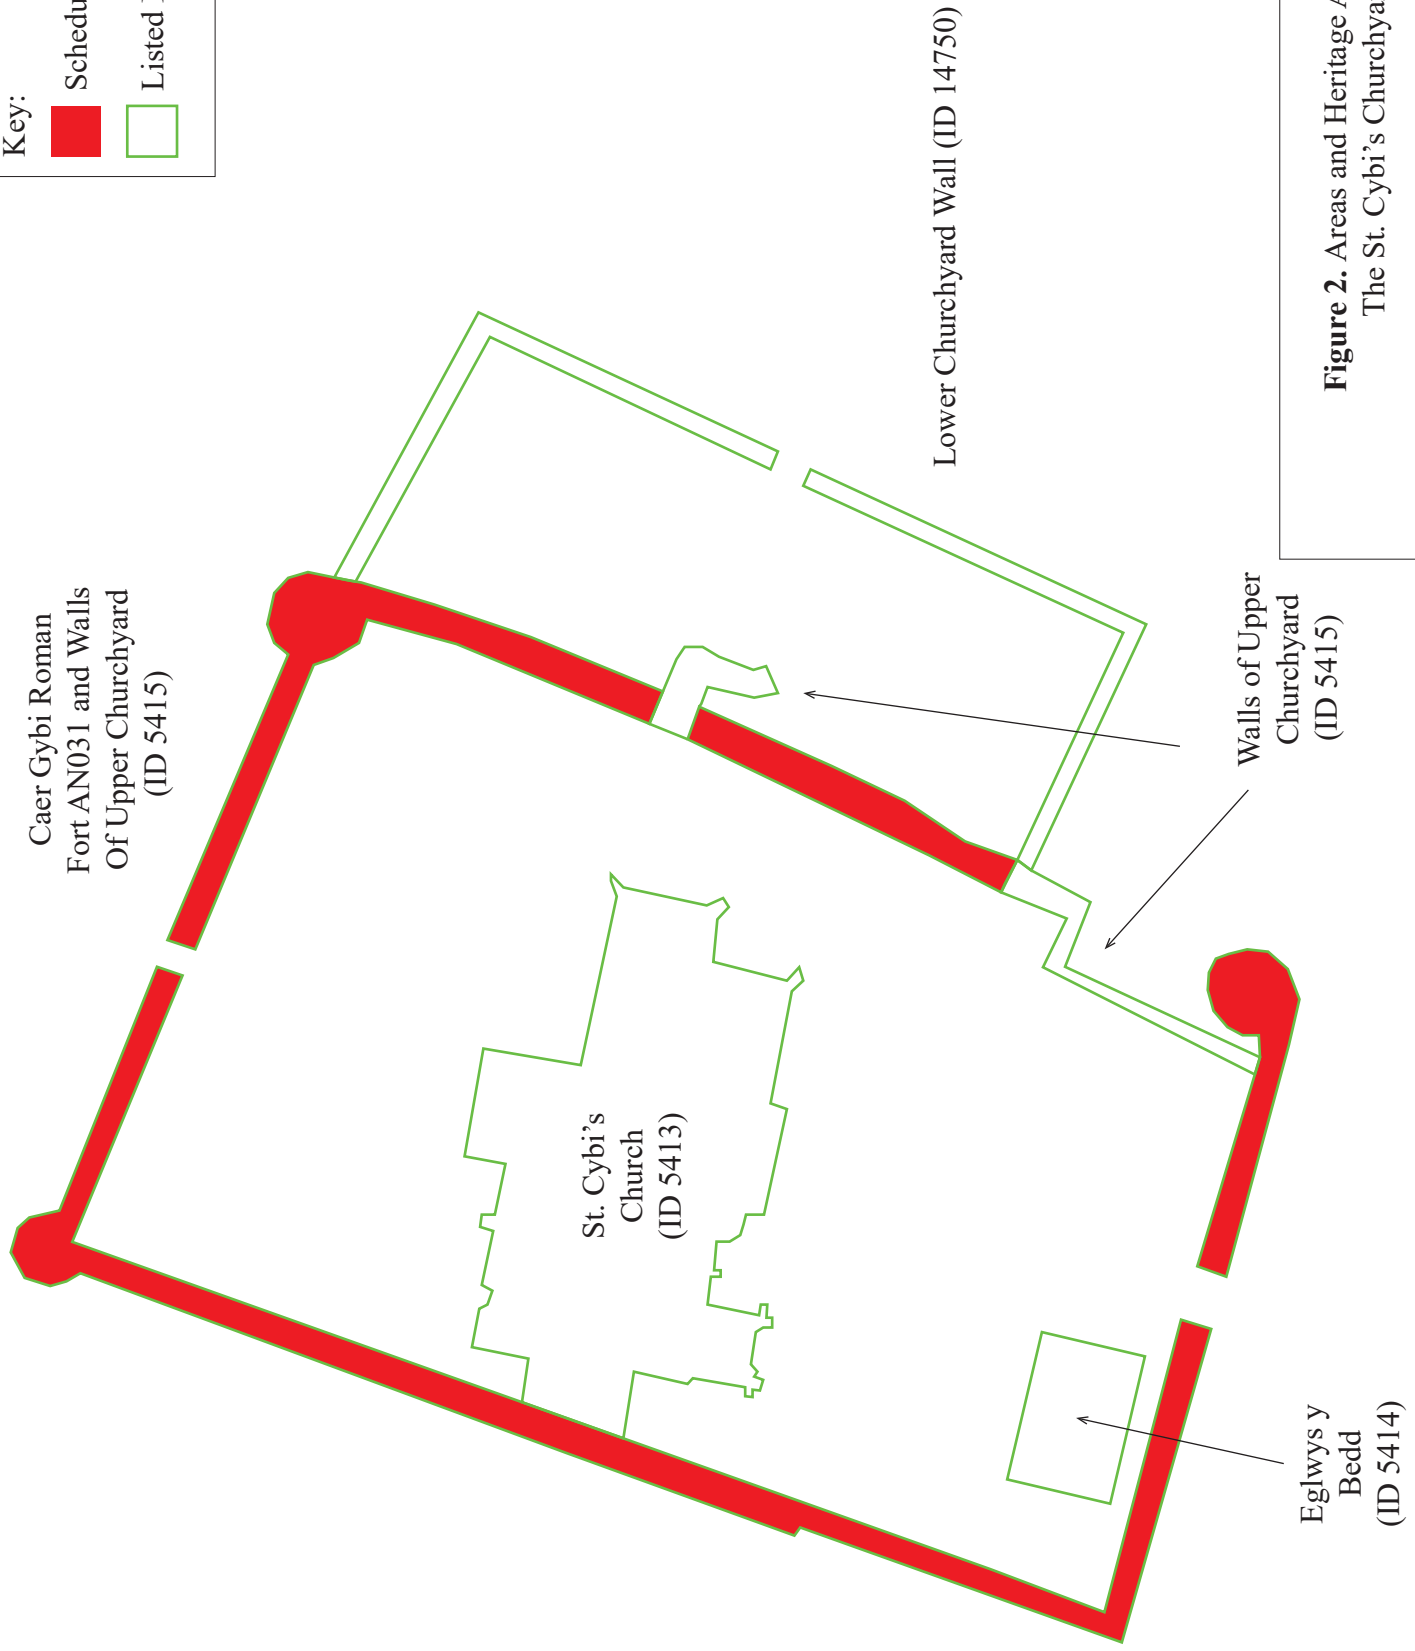 Caer Gybi Roman
Fort AN031 and Walls
Of Upper Churchyard
(ID 5415)
Key:
Listed
St. Cybi's
Church
(ID 5413)
Lower Churchyard Wall (ID 14750)
Walls of Upper
Churchyard
(ID 5415)
Eglwys y
Bedd
(ID 5414)
Figure 2. Areas and Heritage
The St. Cybi's